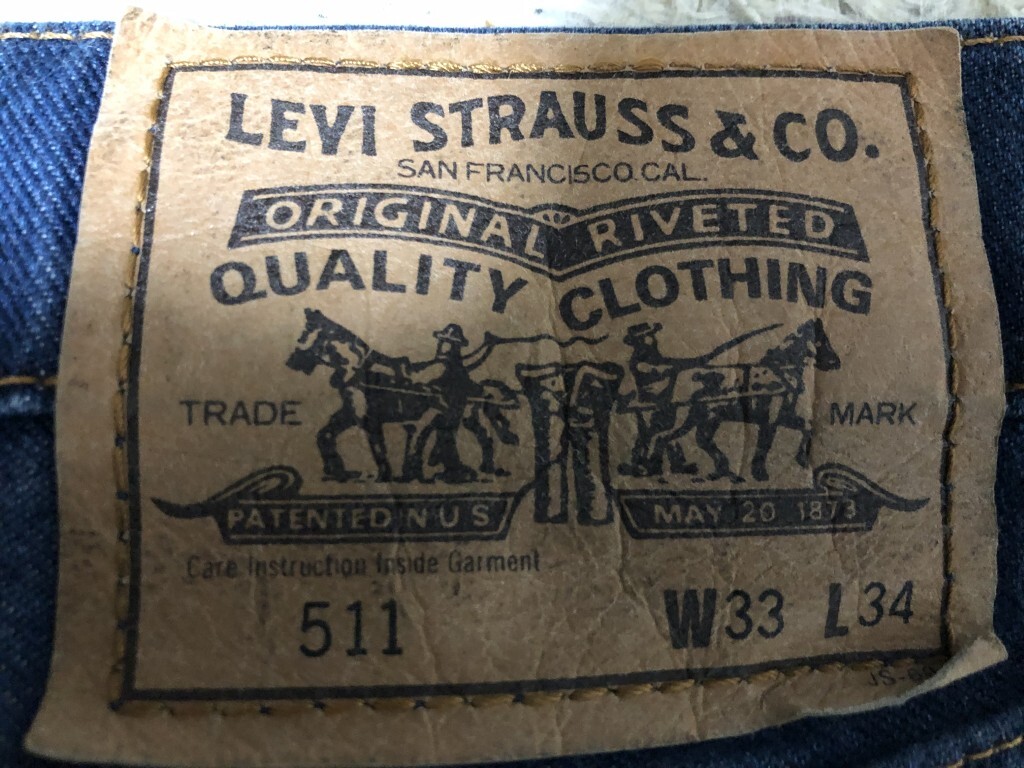 LEVI STRAUSS & CO.
SAN FRANCISCO.CAL.
ORIGINAL RIVETED
QUALITY CLOTHING
TRADE MARK
PATENTED IN U S MAY 20 1873
Care Instruction Inside Garment
511 W33 L34